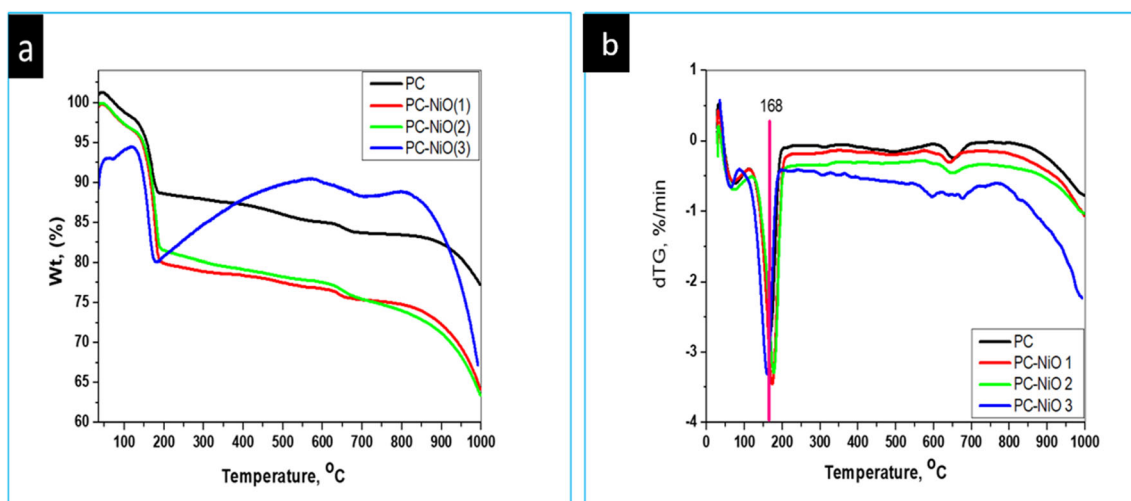 a
Wt, (%)
100
95
90
85
80
75
70
65
60
PC
PC-NiO(1)
PC-NiO(2)
PC-NiO(3)
100 200 300 400 500 600 700 800 900 1000
Temperature, °C
b
dTG, %/min
1
0
-1
-2
-3
-4
168
PC
PC-NiO 1
PC-NiO 2
PC-NiO 3
0 100 200 300 400 500 600 700 800 900 1000
Temperature, °C